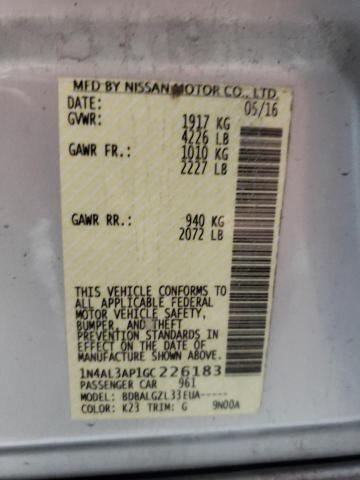 MFD BY NISSAN MOTOR CO., LTD.
DATE: 05/16
GVWR: 1917 KG
4226 LB
GAWR FR.: 1010 KG
2227 LB
GAWR RR.: 940 KG
2072 LB
THIS VEHICLE CONFORMS TO
ALL APPLICABLE FEDERAL
MOTOR VEHICLE SAFETY,
BUMPER, AND THEFT
PREVENTION STANDARDS IN
EFFECT ON THE DATE OF
MANUFACTURE SHOWN ABOVE.
1N4AL3AP1GC226183
PASSENGER CAR 961
MODEL: BDBALGZL33EUA-----
COLOR: K23 TRIM: G 9N00A